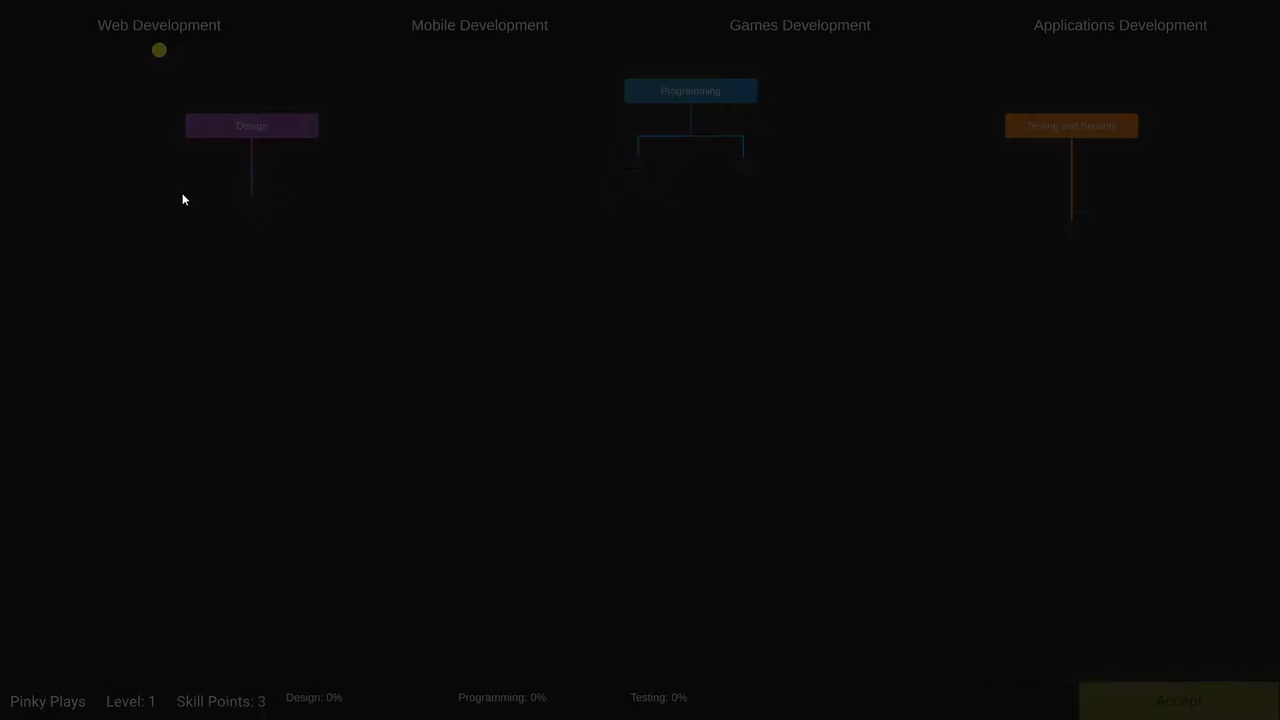 Web Development
Mobile Development
Games Development
Applications Development
Programming
Design
Testing and Security
Pinky Plays
Level: 1
Skill Points: 3
Design: 0%
Programming: 0%
Testing: 0%
Accept